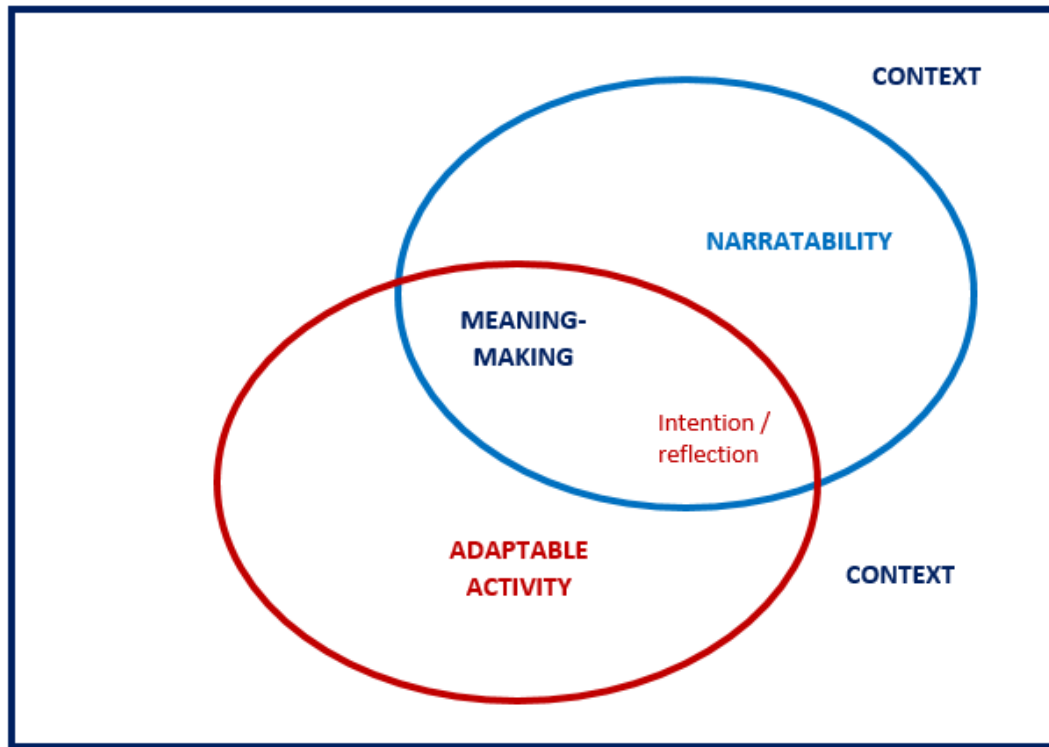 CONTEXT
NARRATABILITY
MEANING-
MAKING
Intention /
reflection
ADAPTABLE
ACTIVITY
CONTEXT